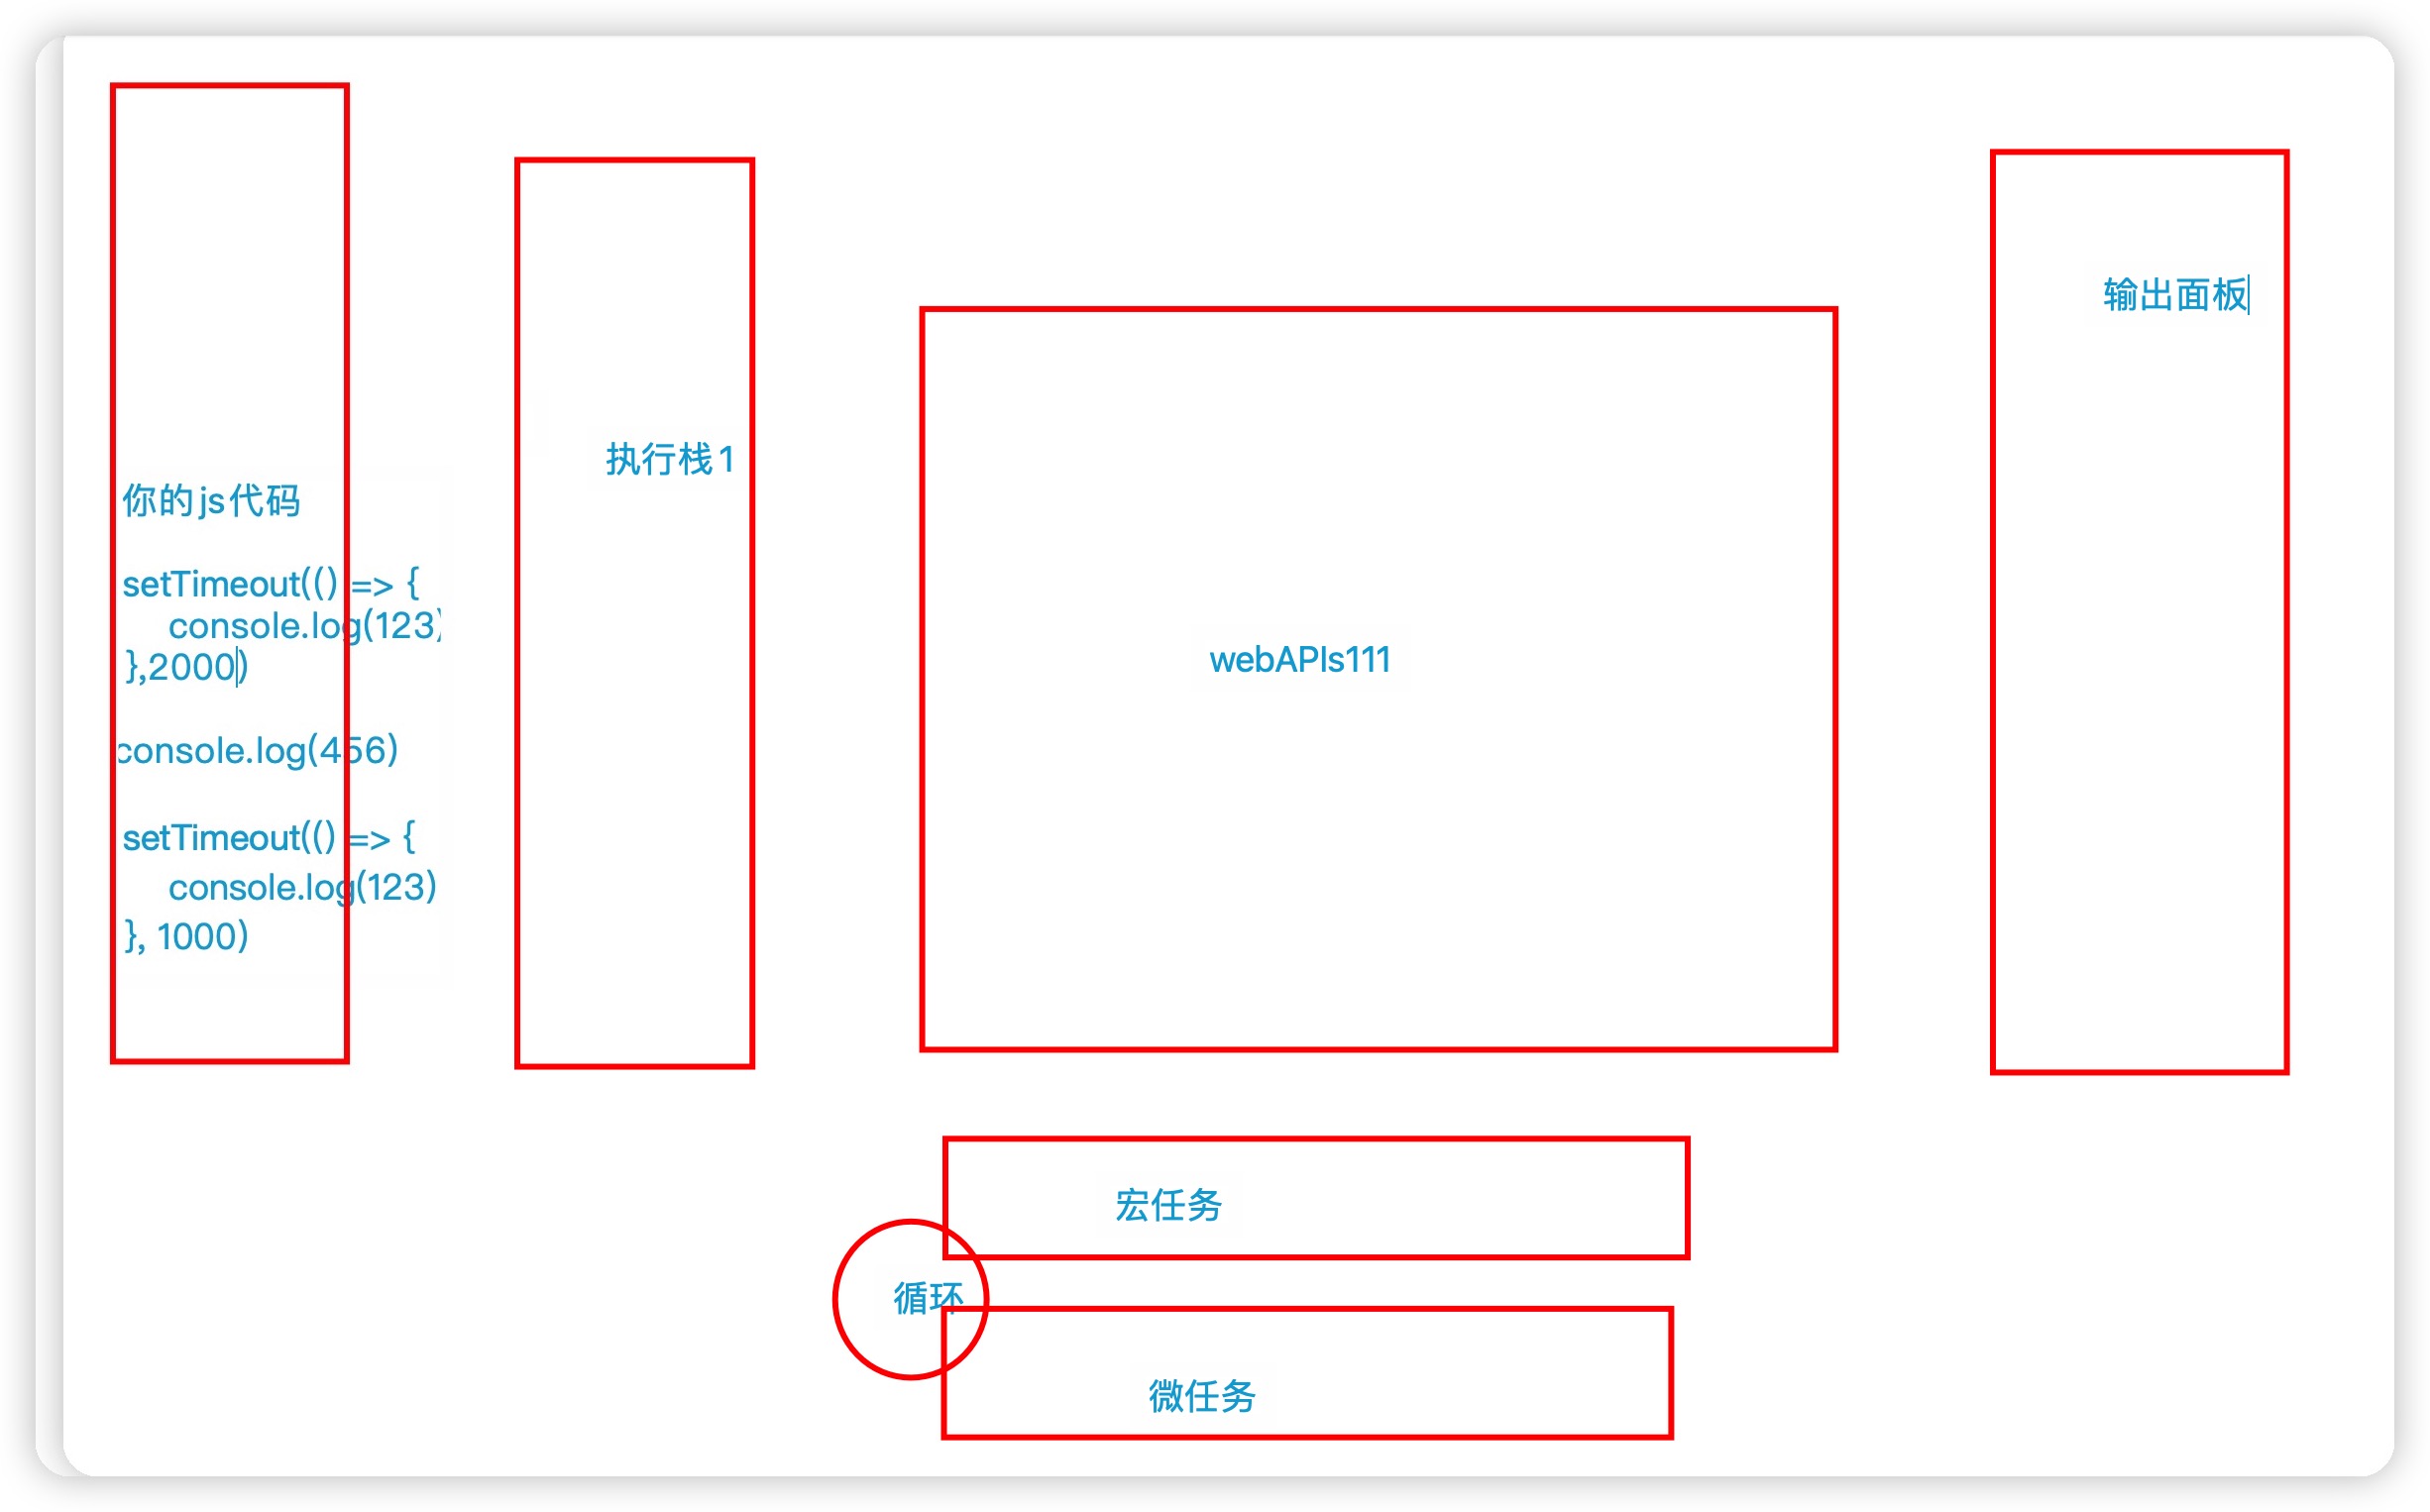 你的js代码
setTimeout(() => {
console.log(123)
},2000)
console.log(456)
setTimeout(() => {
console.log(123)
}, 1000)
执行栈1
webAPIs111
输出面板
宏任务
循环
微任务